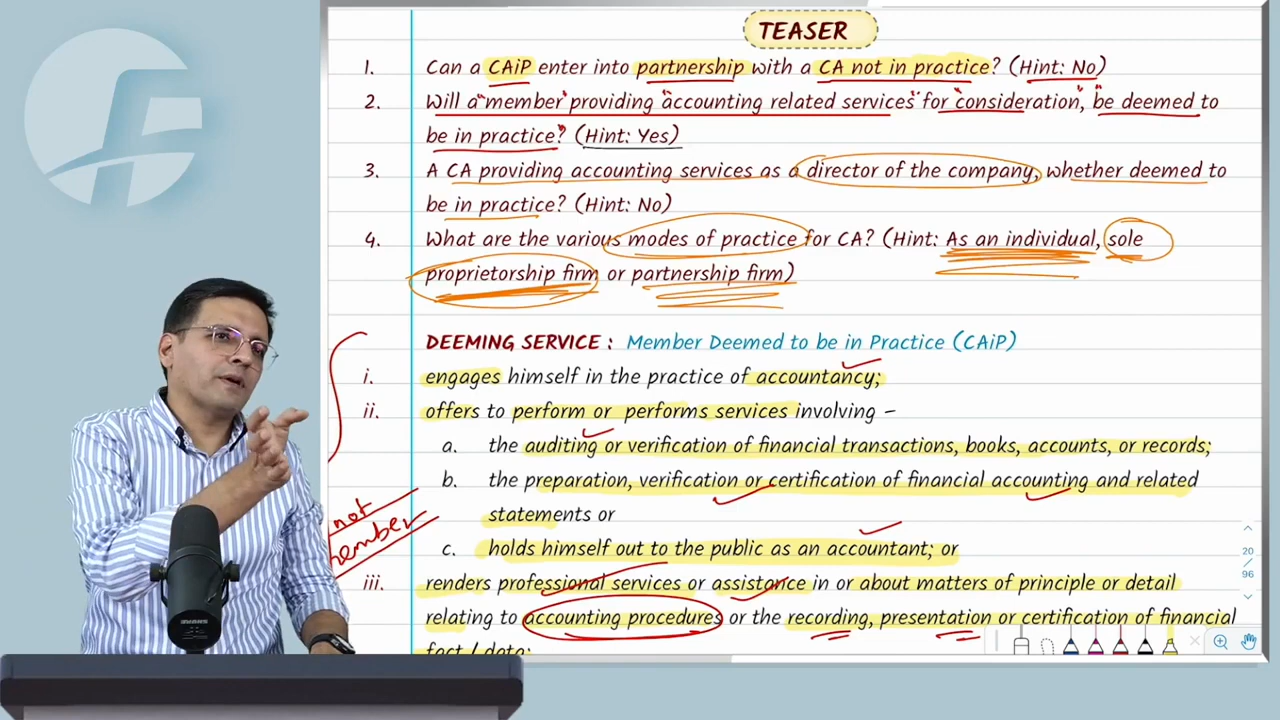 TEASER
1. Can a CAiP enter into partnership with a CA not in practice? (Hint: No)
2. Will a "member" providing "accounting related services" for "consideration", "be deemed to
be in practice"? (Hint: Yes)
3. A CA providing accounting services as a director of the company, whether deemed to
be in practice? (Hint: No)
4. What are the various modes of practice for CA? (Hint: As an individual, sole
proprietorship firm or partnership firm)
DEEMING SERVICE : Member Deemed to be in Practice (CAiP)
i. engages himself in the practice of accountancy;
ii. offers to perform or performs services involving –
a. the auditing or verification of financial transactions, books, accounts, or records;
b. the preparation, verification or certification of financial accounting and related
statements or
not
member
c. holds himself out to the public as an accountant; or
iii. renders professional services or assistance in or about matters of principle or detail
relating to accounting procedures or the recording, presentation or certification of financial
fact / data;
20
/
96